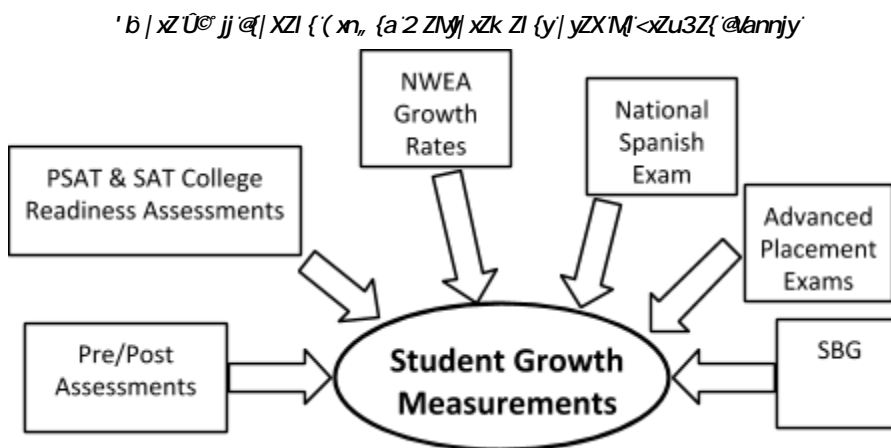 NWEA
Growth
Rates
National
Spanish
Exam
PSAT & SAT College
Readiness Assessments
Advanced
Placement
Exams
Pre/Post
Assessments
Student Growth
Measurements
SBG